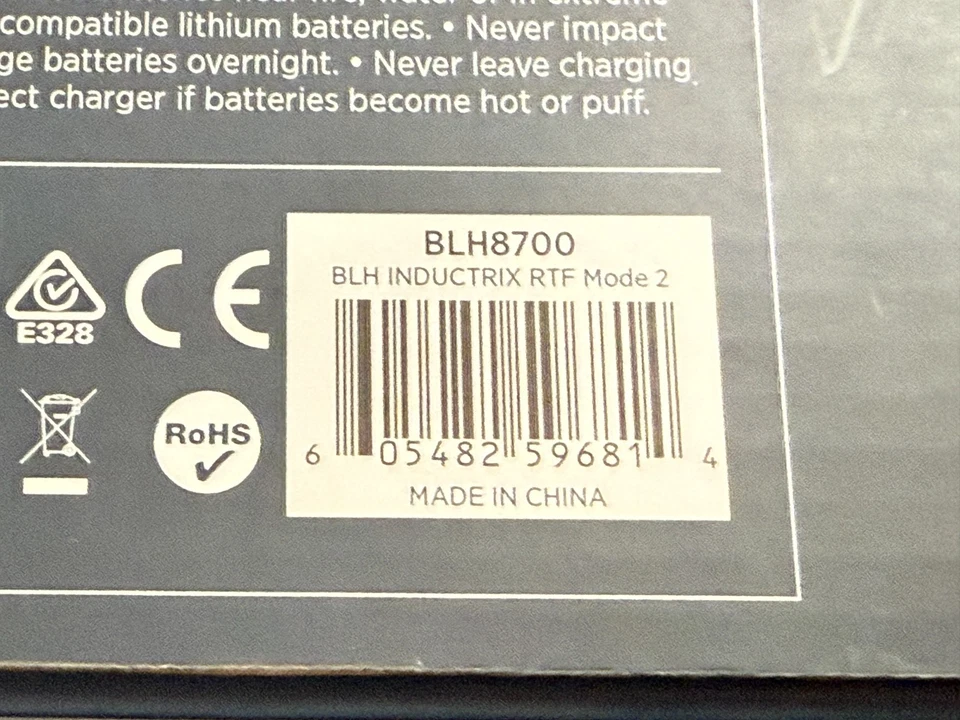 compatible lithium batteries. • Never impact
ge batteries overnight. • Never leave charging
ect charger if batteries become hot or puff.
BLH8700
BLH INDUCTRIX RTF Mode 2
E328
CE
RoHS
6 05482 59681 4
MADE IN CHINA